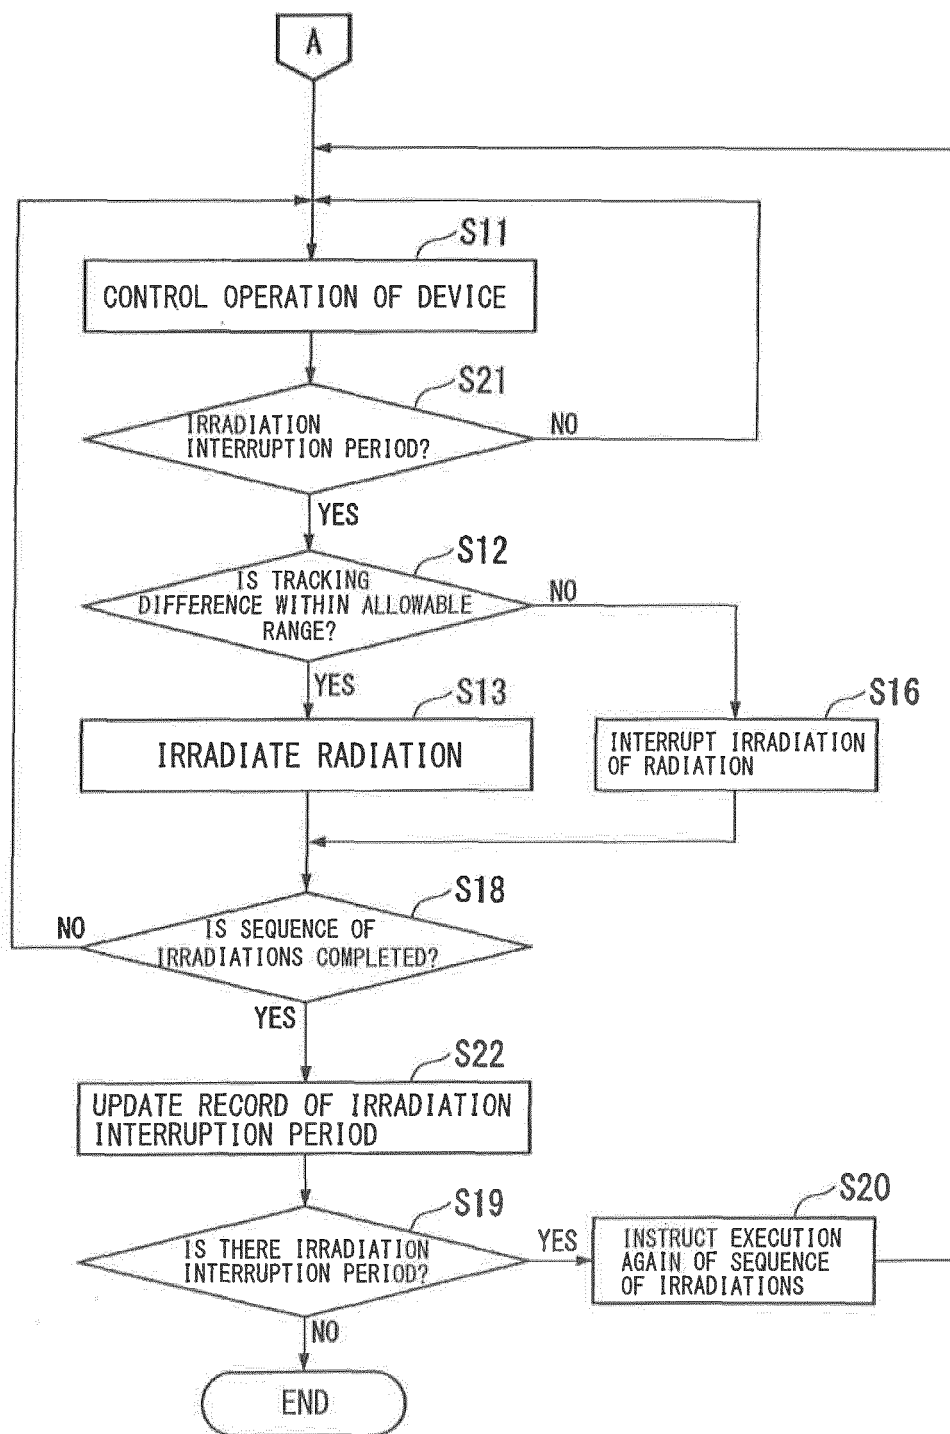 A
S11
CONTROL OPERATION OF DEVICE
S21
IRRADIATION
INTERRUPTION PERIOD?
NO
YES
S12
IS TRACKING
DIFFERENCE WITHIN ALLOWABLE
RANGE?
NO
YES
S13
IRRADIATE RADIATION
S16
INTERRUPT IRRADIATION
OF RADIATION
S18
IS SEQUENCE OF
IRRADIATIONS COMPLETED?
NO
YES
S22
UPDATE RECORD OF IRRADIATION
INTERRUPTION PERIOD
S19
IS THERE IRRADIATION
INTERRUPTION PERIOD?
YES
S20
INSTRUCT EXECUTION
AGAIN OF SEQUENCE
OF IRRADIATIONS
NO
END